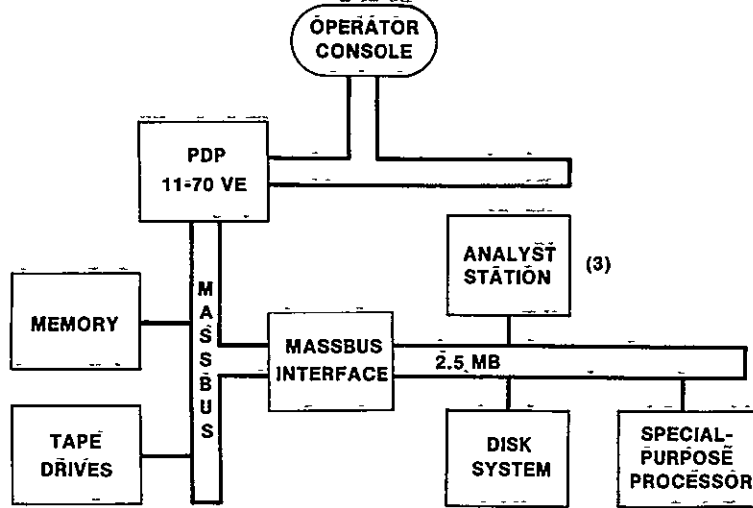 OPERATOR
CONSOLE
PDP
11-70 VE
ANALYST
STATION
(3)
MEMORY
MASSBUS
MASSBUS
INTERFACE
2.5 MB
TAPE
DRIVES
DISK
SYSTEM
SPECIAL-
PURPOSE
PROCESSOR